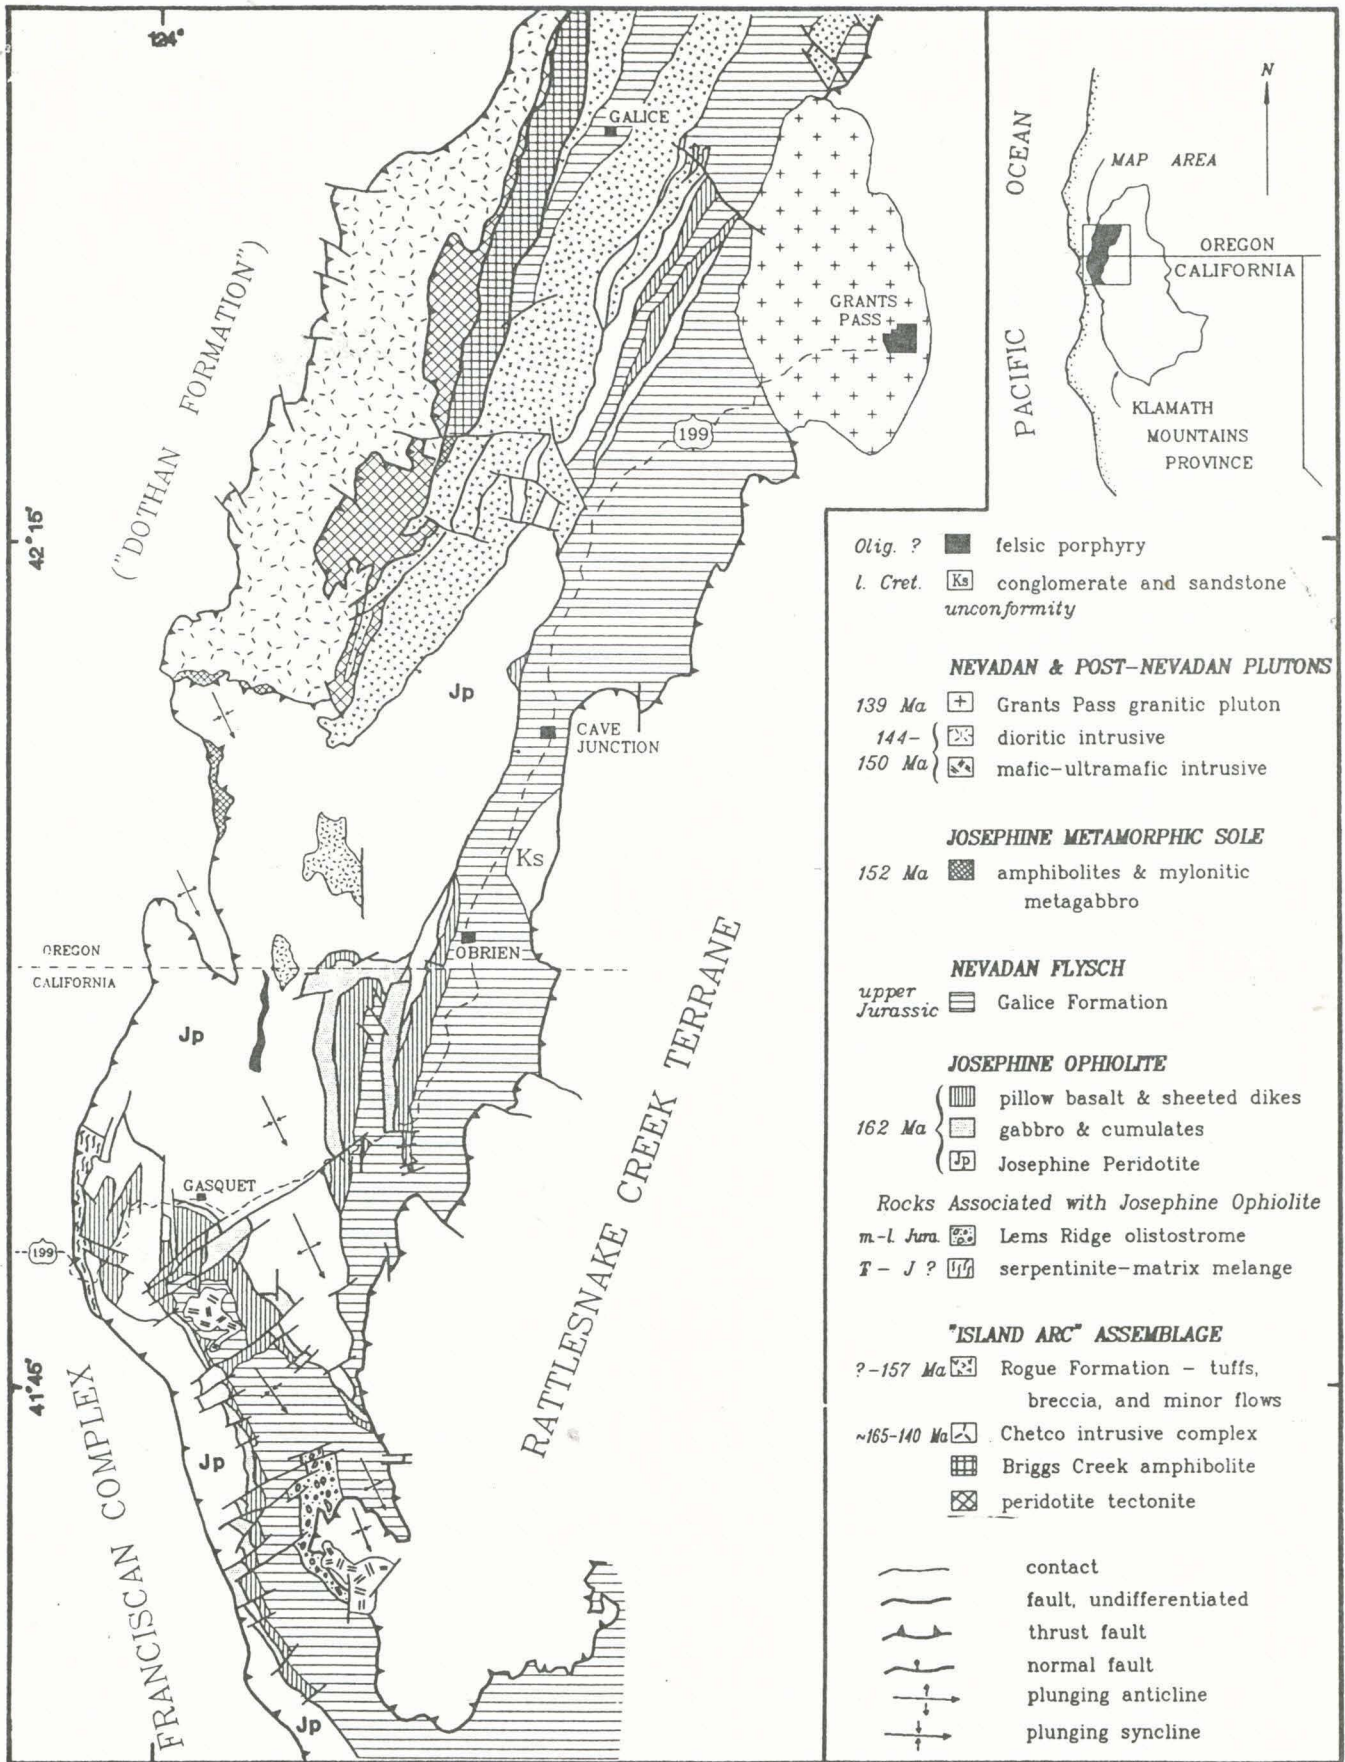 124°
GALICE
("DOTHAN FORMATION")
GRANTS
PASS
199
42°15'
Jp
CAVE
JUNCTION
Ks
OREGON
CALIFORNIA
OBRIEN
Jp
RATTLESNAKE CREEK TERRANE
GASQUET
199
41°45'
Jp
FRANCISCAN COMPLEX
Jp
N
PACIFIC OCEAN
MAP AREA
OREGON
CALIFORNIA
KLAMATH
MOUNTAINS
PROVINCE
Olig. ? felsic porphyry
l. Cret. Ks conglomerate and sandstone
unconformity
NEVADAN & POST-NEVADAN PLUTONS
139 Ma + Grants Pass granitic pluton
144- dioritic intrusive
150 Ma mafic-ultramafic intrusive
JOSEPHINE METAMORPHIC SOLE
152 Ma amphibolites & mylonitic
metagabbro
NEVADAN FLYSCH
upper
Jurassic Galice Formation
JOSEPHINE OPHIOLITE
pillow basalt & sheeted dikes
162 Ma gabbro & cumulates
Jp Josephine Peridotite
Rocks Associated with Josephine Ophiolite
m.-l. Jura. Lems Ridge olistostrome
T - J ? serpentinite-matrix melange
"ISLAND ARC" ASSEMBLAGE
?-157 Ma Rogue Formation - tuffs,
breccia, and minor flows
~165-140 Ma Chetco intrusive complex
Briggs Creek amphibolite
peridotite tectonite
contact
fault, undifferentiated
thrust fault
normal fault
plunging anticline
plunging syncline